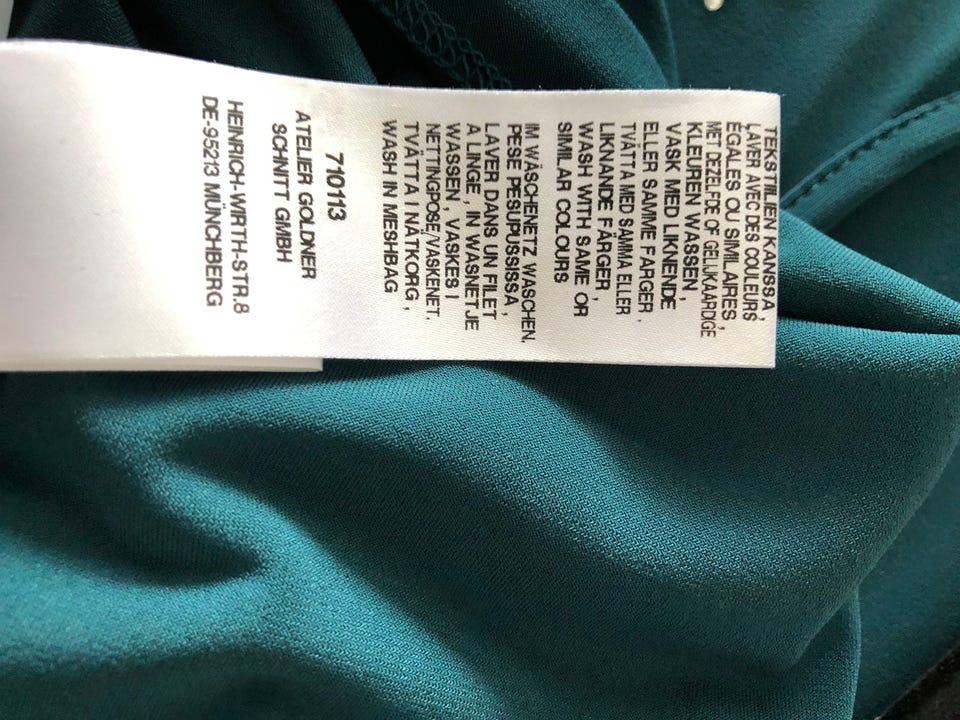 TEKSTIILIEN KANSSA ,
LAVER AVEC DES COULEURS
ÉGALES OU SIMILAIRES ,
MET DEZELFDE OF GELIJKAARDIGE
KLEUREN WASSEN ,
VASK MED LIKNENDE
ELLER SAMME FARGER ,
TVÄTTA MED SAMMA ELLER
LIKNANDE FÄRGER ,
WASH WITH SAME OR
SIMILAR COLOURS
IM WÄSCHENETZ WASCHEN,
PESE PESUPUSSISSA ,
LAVER DANS UN FILET
A LINGE , IN WASNETJE
WASSEN , VASKES I
NETTINGPOSE/VASKENET,
TVÄTTA I NÄTKORG ,
WASH IN MESHBAG
710113
ATELIER GOLDNER
SCHNITT GMBH
HEINRICH-WIRTH-STR.8
DE-95213 MÜNCHBERG